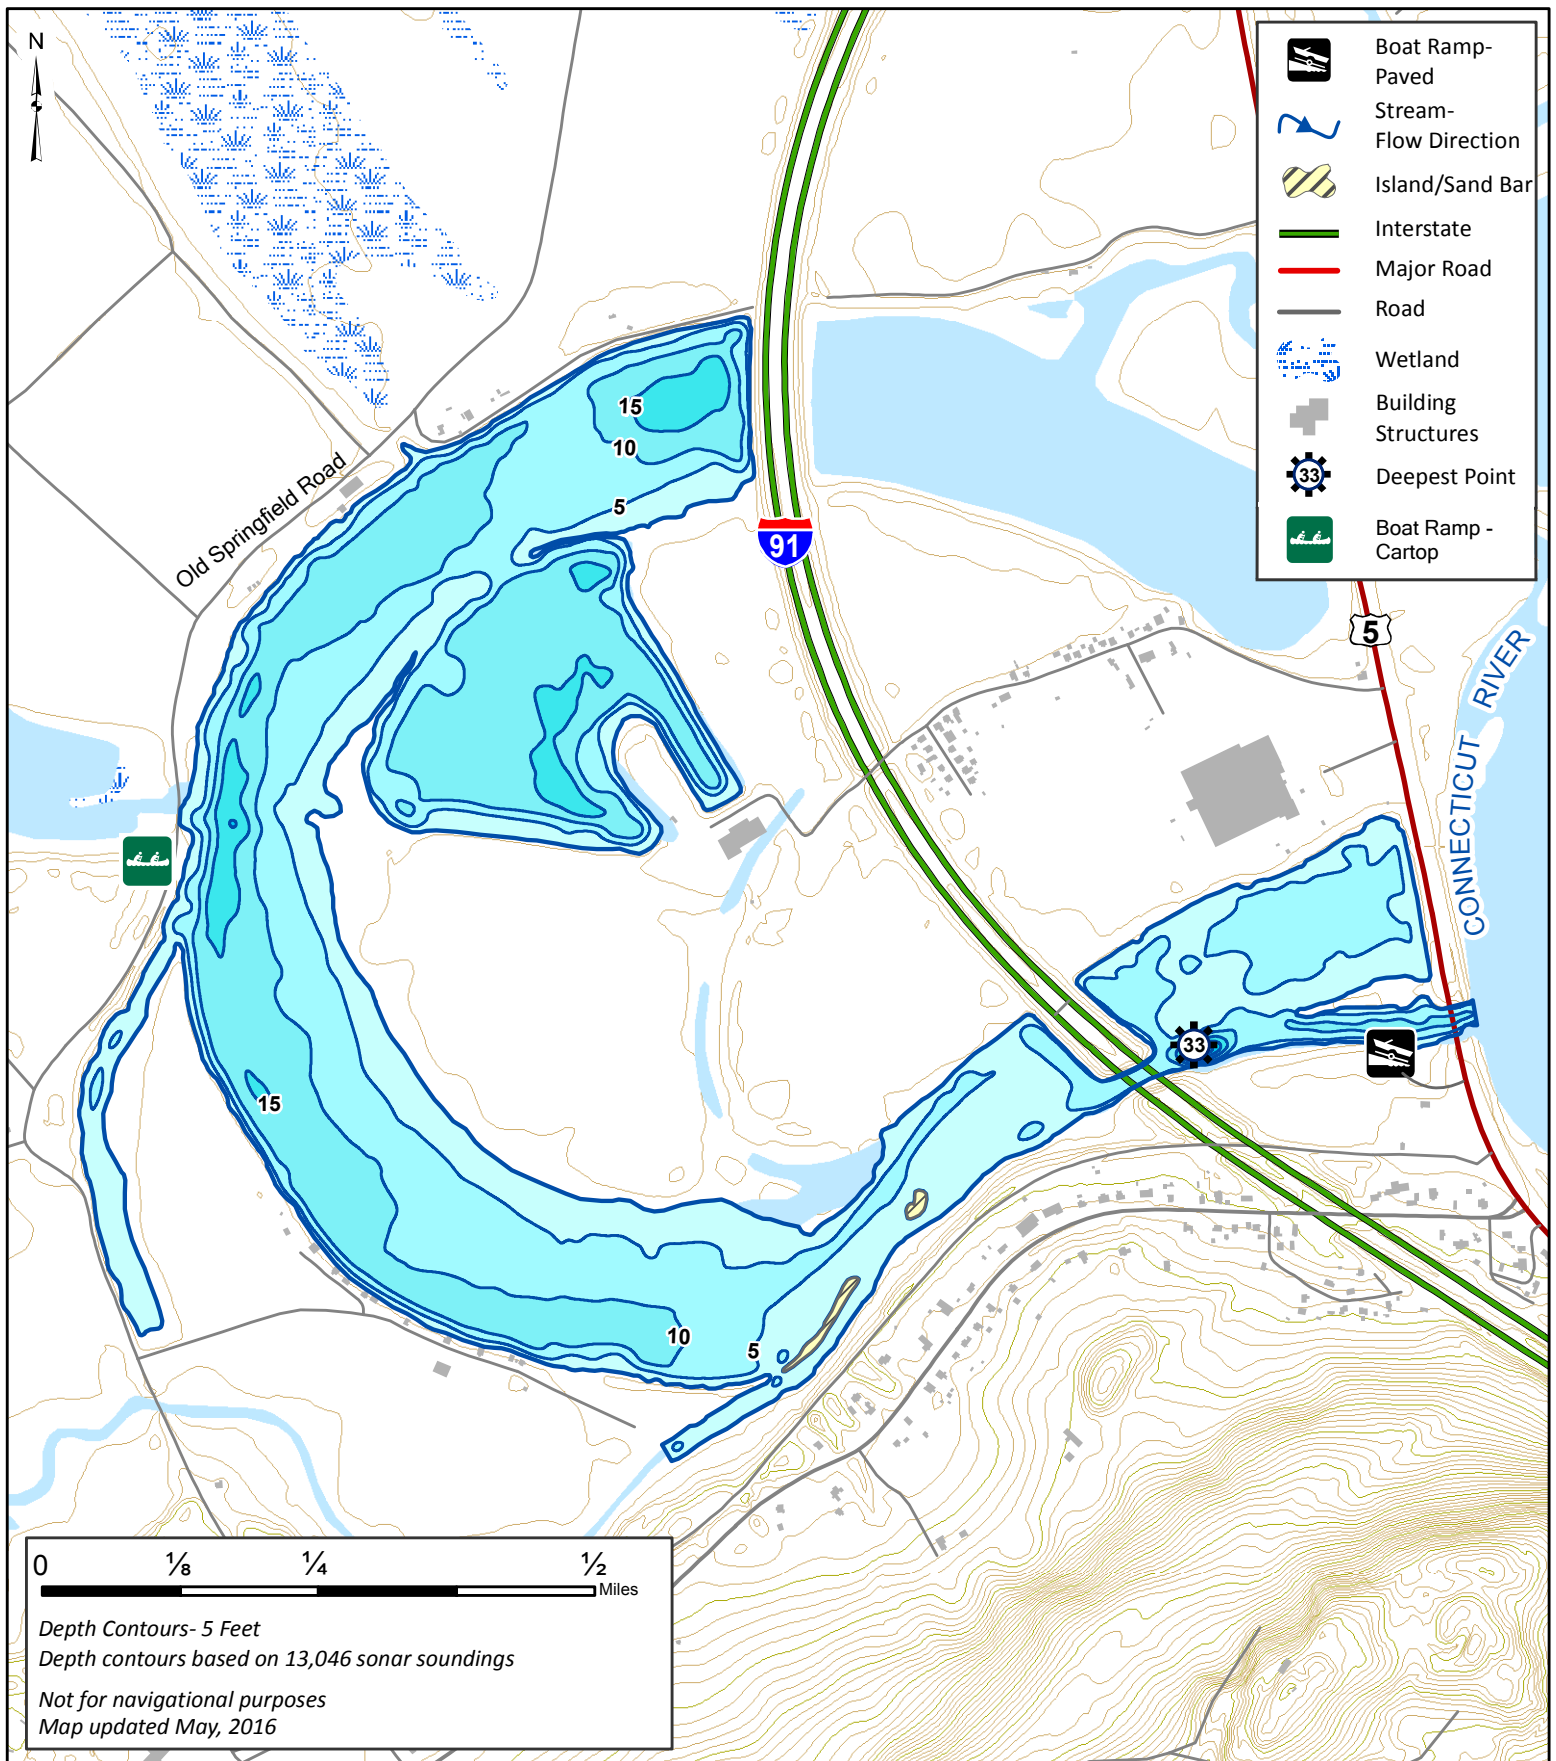 N
Boat Ramp-
Paved
Stream-
Flow Direction
Island/Sand Bar
Interstate
Major Road
Road
Wetland
Building
Structures
33
Deepest Point
Boat Ramp -
Cartop
15
10
5
Old Springfield Road
91
5
CONNECTICUT RIVER
33
15
10
5
0 ⅛ ¼ ½
Miles
Depth Contours- 5 Feet
Depth contours based on 13,046 sonar soundings
Not for navigational purposes
Map updated May, 2016